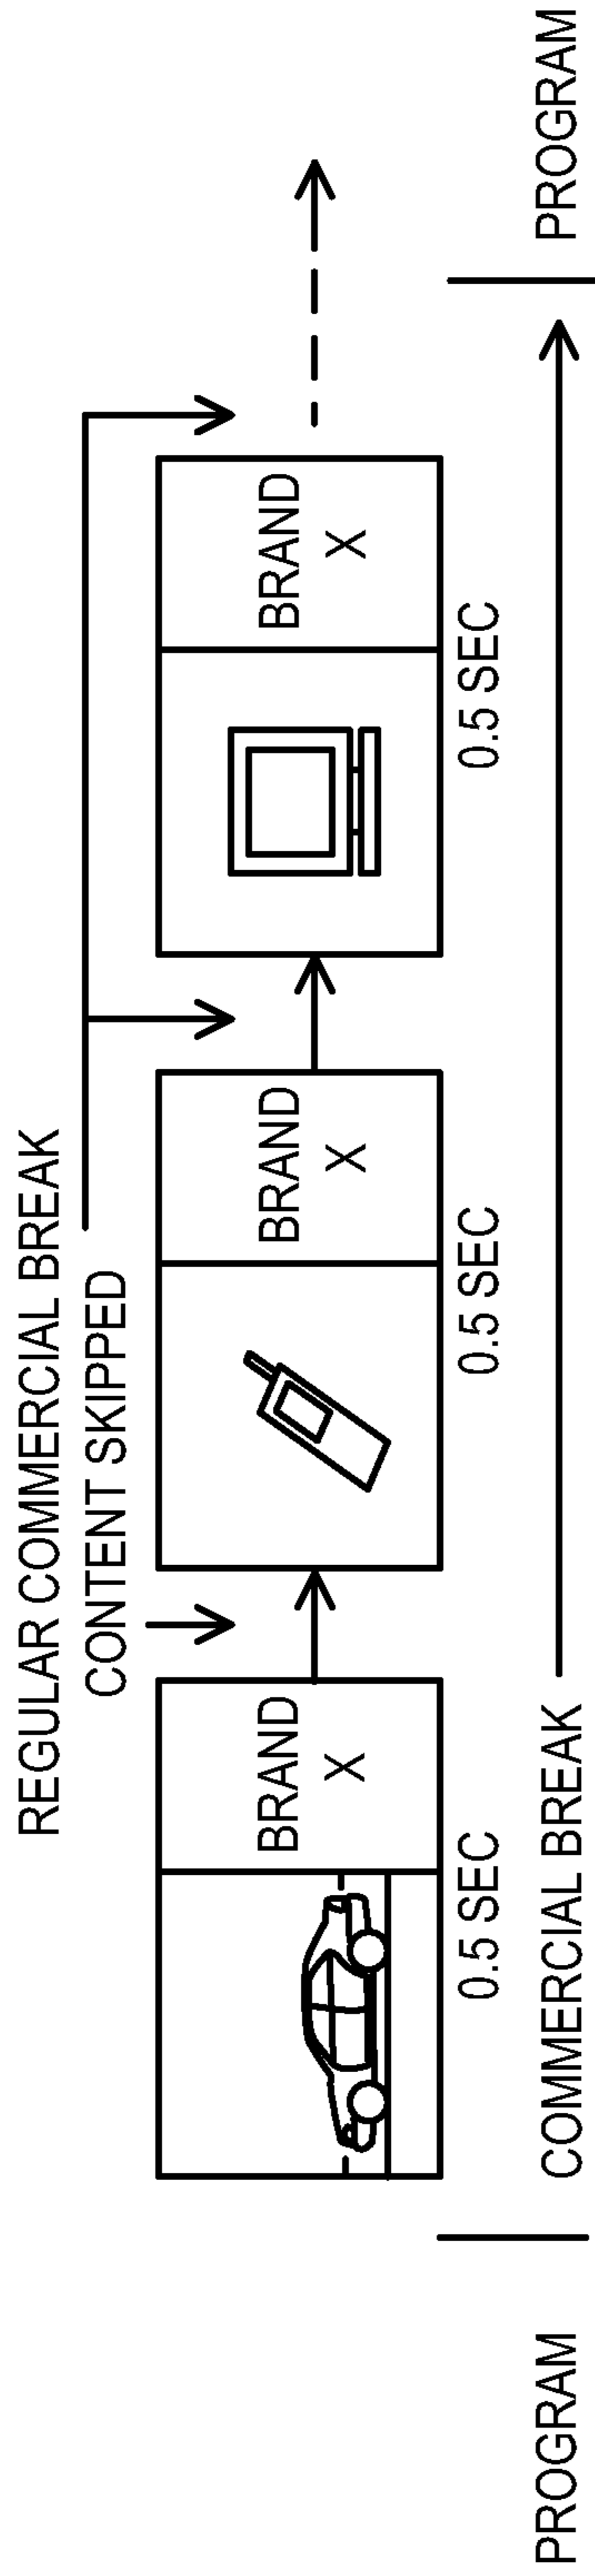 REGULAR COMMERCIAL BREAK
CONTENT SKIPPED
BRAND
X
BRAND
X
BRAND
X
0.5 SEC
0.5 SEC
0.5 SEC
PROGRAM
COMMERCIAL BREAK
PROGRAM